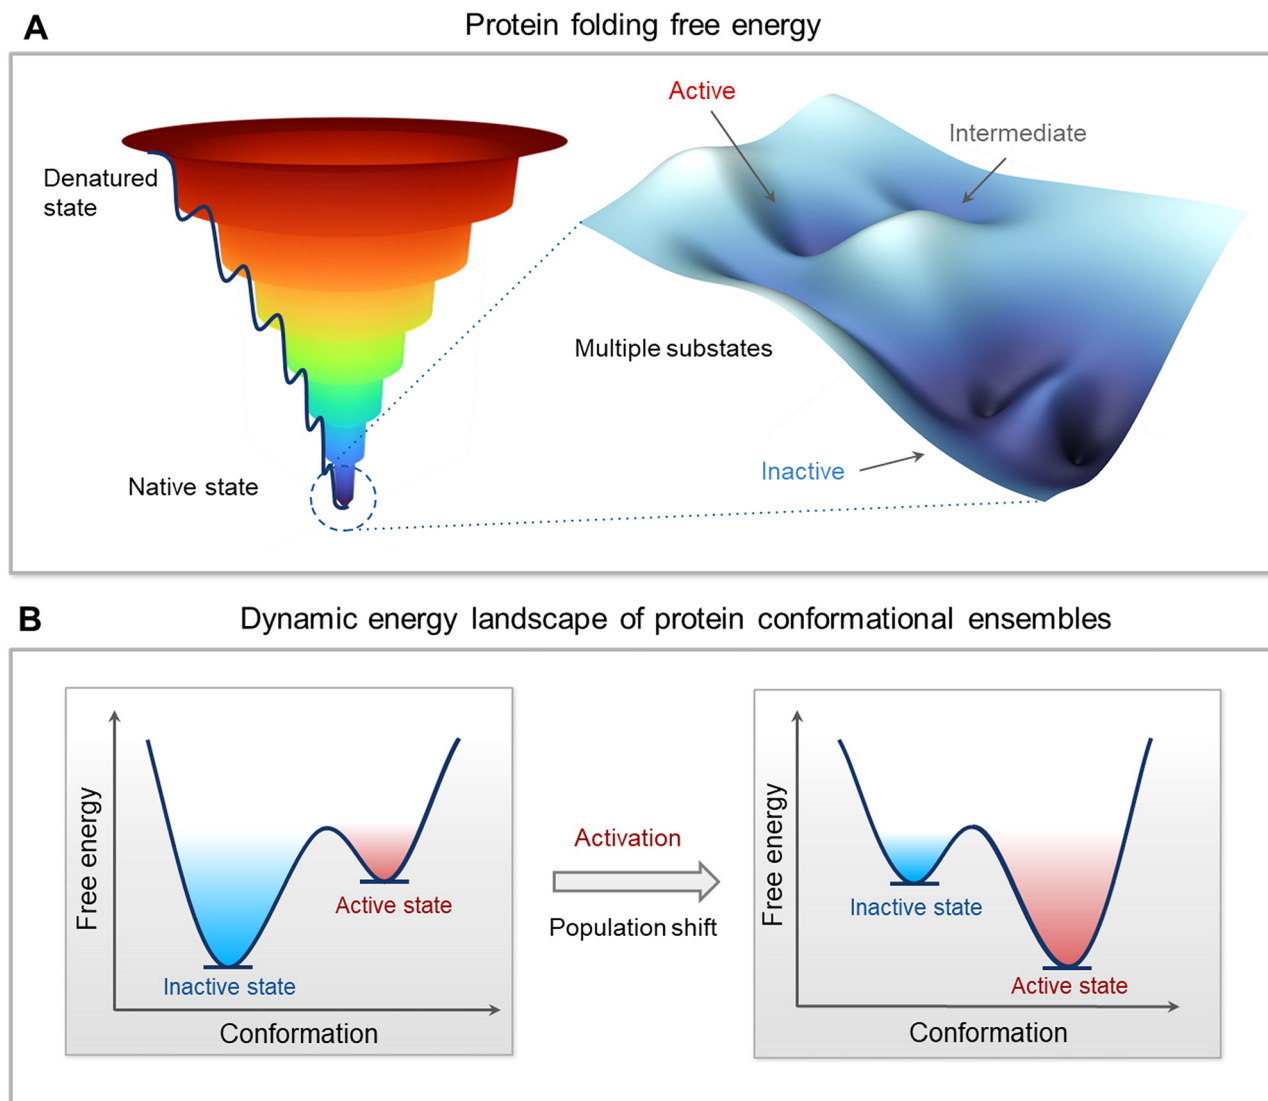 A
Protein folding free energy
Active
Intermediate
Denatured
state
Multiple substates
Inactive
Native state
B
Dynamic energy landscape of protein conformational ensembles
Free energy
Active state
Inactive state
Conformation
Activation
Population shift
Free energy
Inactive state
Active state
Conformation